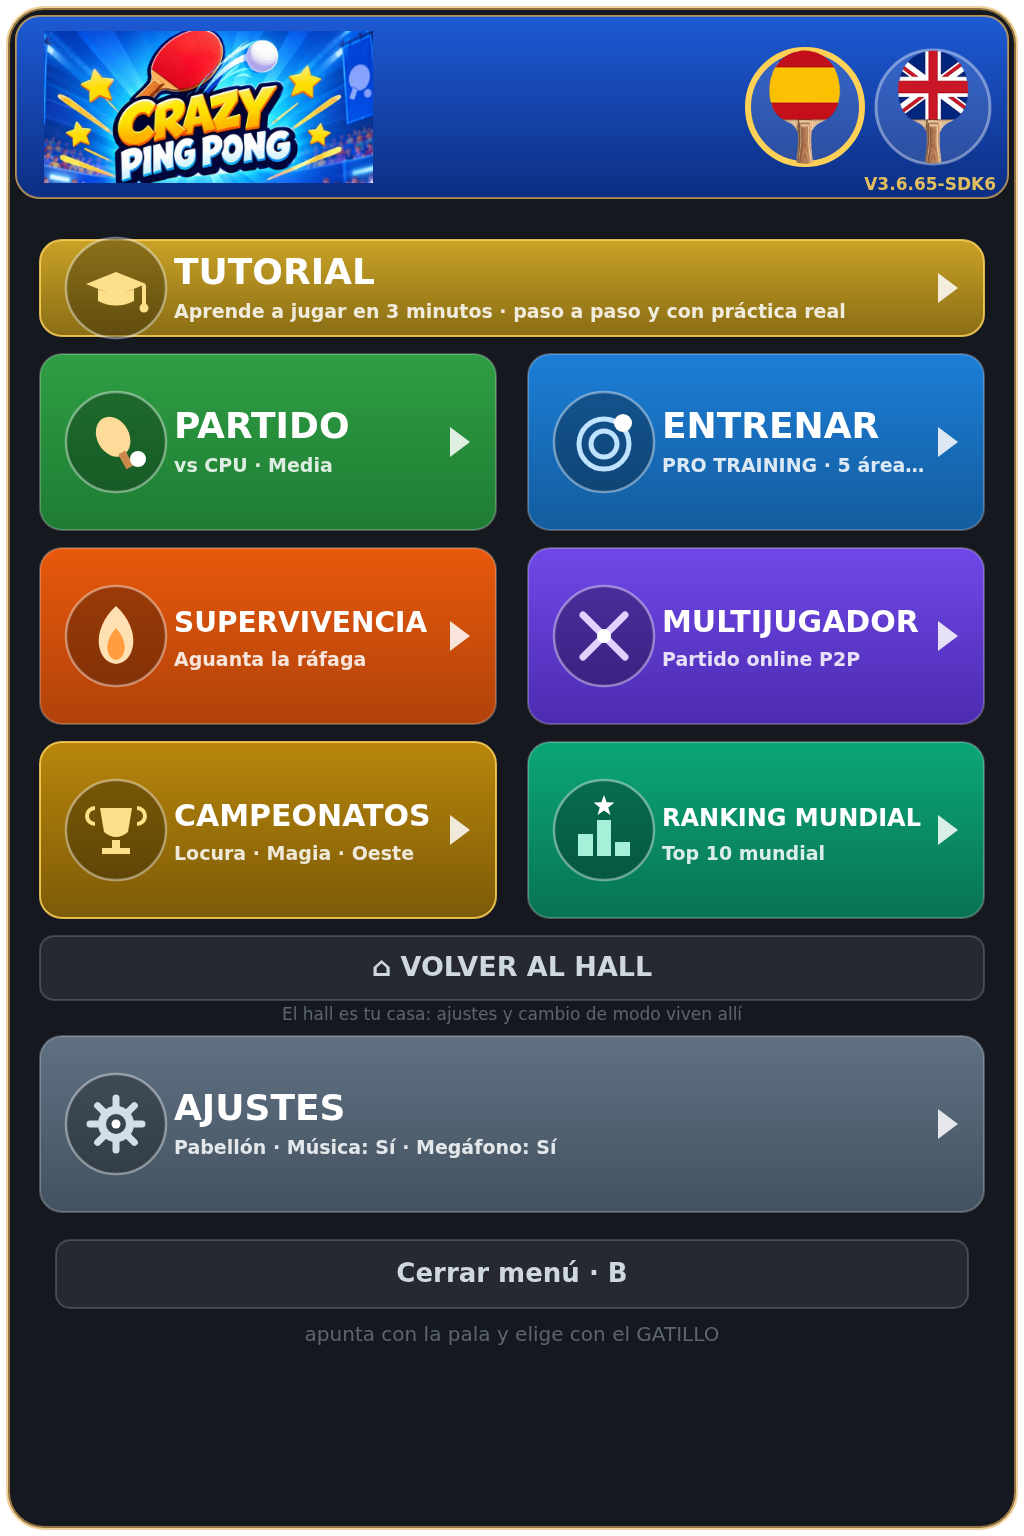 CRAZY
PING PONG
V3.6.65-SDK6
TUTORIAL
Aprende a jugar en 3 minutos · paso a paso y con práctica real
PARTIDO
vs CPU · Media
ENTRENAR
PRO TRAINING · 5 área…
SUPERVIVENCIA
Aguanta la ráfaga
MULTIJUGADOR
Partido online P2P
CAMPEONATOS
Locura · Magia · Oeste
RANKING MUNDIAL
Top 10 mundial
⌂ VOLVER AL HALL
El hall es tu casa: ajustes y cambio de modo viven allí
AJUSTES
Pabellón · Música: Sí · Megáfono: Sí
Cerrar menú · B
apunta con la pala y elige con el GATILLO